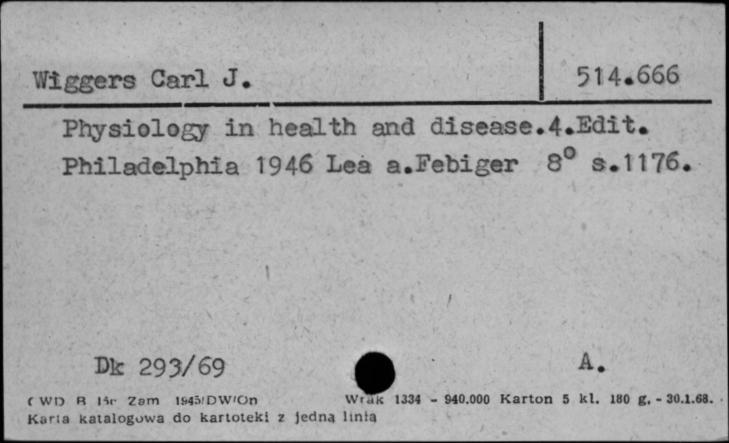 Wiggers Carl J. 514.666
Physiology in health and disease.4.Edit.
Philadelphia 1946 Lea a.Febiger 8° s.1176.
Dk 293/69 A.
CWD B Zam 1945/DW/On Wrak 1334 - 940.000 Karton 5 kl. 180 g, - 30.1.68.
Karta katalogowa do kartoteki z jedną linią